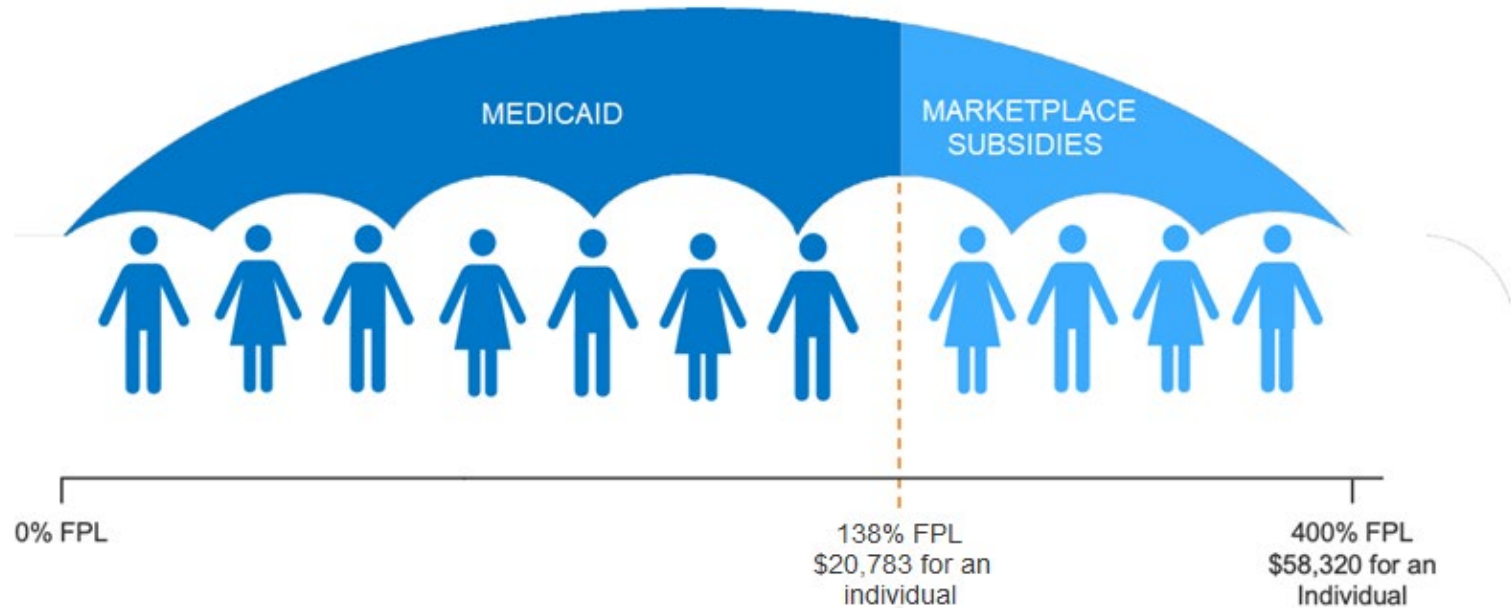 MEDICAID
MARKETPLACE
SUBSIDIES
0% FPL
138% FPL
$20,783 for an
individual
400% FPL
$58,320 for an
Individual